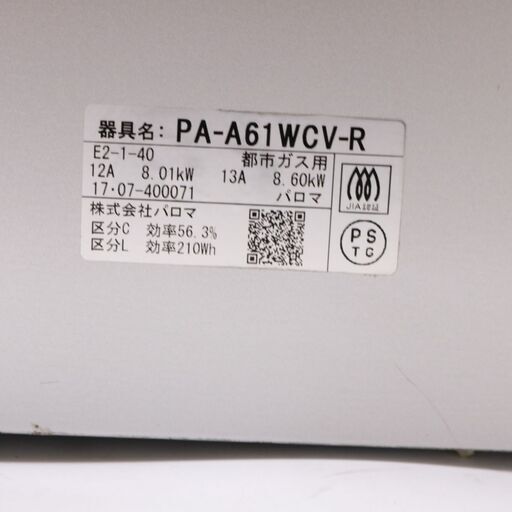 器具名: PA-A61WCV-R
E2-1-40 都市ガス用
12A 8.01kW 13A 8.60kW
17･07-400071 パロマ
株式会社パロマ
区分C 効率56.3%
区分L 効率210Wh
JIA認証
PS
TG